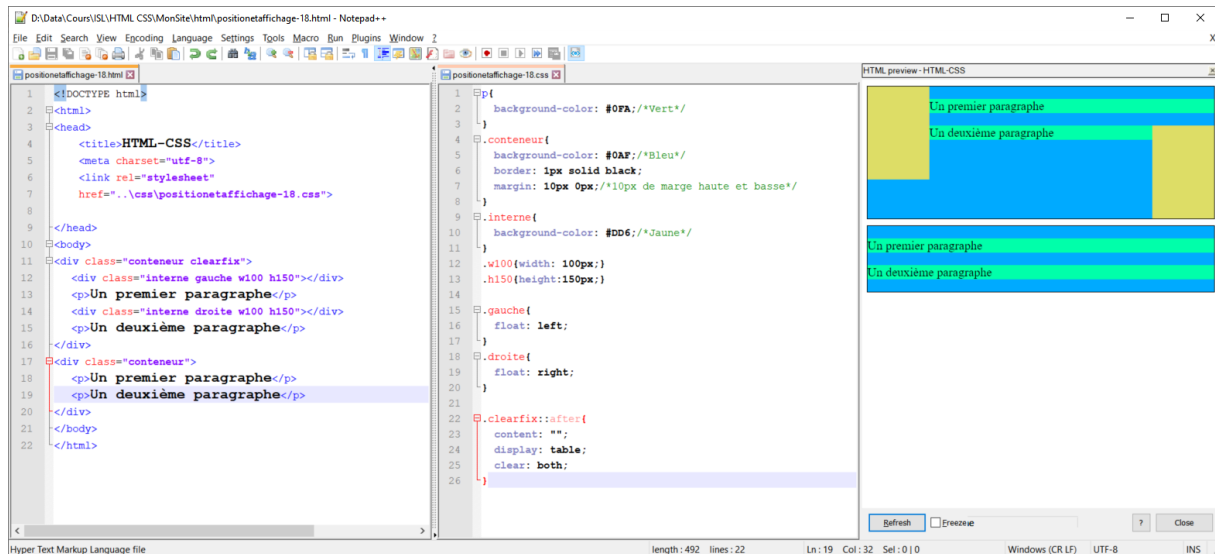 D:\Data\Cours\ISL\HTML CSS\MonSite\html\positionetaffichage-18.html - Notepad++
File Edit Search View Encoding Language Settings Tools Macro Run Plugins Window ? X
positionetaffichage-18.html
1 <!DOCTYPE html>
2 <html>
3 <head>
4 <title>HTML-CSS</title>
5 <meta charset="utf-8">
6 <link rel="stylesheet"
7 href="..\css\positionetaffichage-18.css">
8
9 </head>
10 <body>
11 <div class="conteneur clearfix">
12 <div class="interne gauche w100 h150"></div>
13 <p>Un premier paragraphe</p>
14 <div class="interne droite w100 h150"></div>
15 <p>Un deuxième paragraphe</p>
16 </div>
17 <div class="conteneur">
18 <p>Un premier paragraphe</p>
19 <p>Un deuxième paragraphe</p>
20 </div>
21 </body>
22 </html>
positionetaffichage-18.css
1 p{
2 background-color: #0FA;/*Vert*/
3 }
4 .conteneur{
5 background-color: #0AF;/*Bleu*/
6 border: 1px solid black;
7 margin: 10px 0px;/*10px de marge haute et basse*/
8 }
9 .interne{
10 background-color: #DD6;/*Jaune*/
11 }
12 .w100{width: 100px;}
13 .h150{height:150px;}
14
15 .gauche{
16 float: left;
17 }
18 .droite{
19 float: right;
20 }
21
22 .clearfix::after{
23 content: "";
24 display: table;
25 clear: both;
26 }
HTML preview - HTML-CSS
Un premier paragraphe
Un deuxième paragraphe
Un premier paragraphe
Un deuxième paragraphe
Refresh Freeze ? Close
Hyper Text Markup Language file length : 492 lines : 22 Ln : 19 Col : 32 Sel : 0 | 0 Windows (CR LF) UTF-8 INS